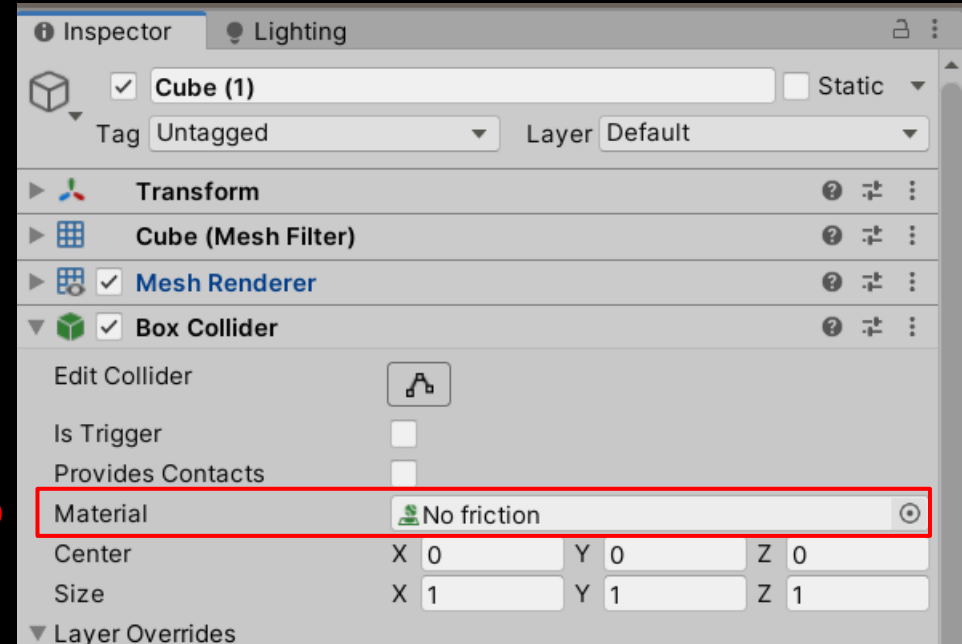 Inspector Lighting
Cube (1) Static
Tag Untagged Layer Default
Transform
Cube (Mesh Filter)
Mesh Renderer
Box Collider
Edit Collider
Is Trigger
Provides Contacts
Material No friction
Center X 0 Y 0 Z 0
Size X 1 Y 1 Z 1
Layer Overrides